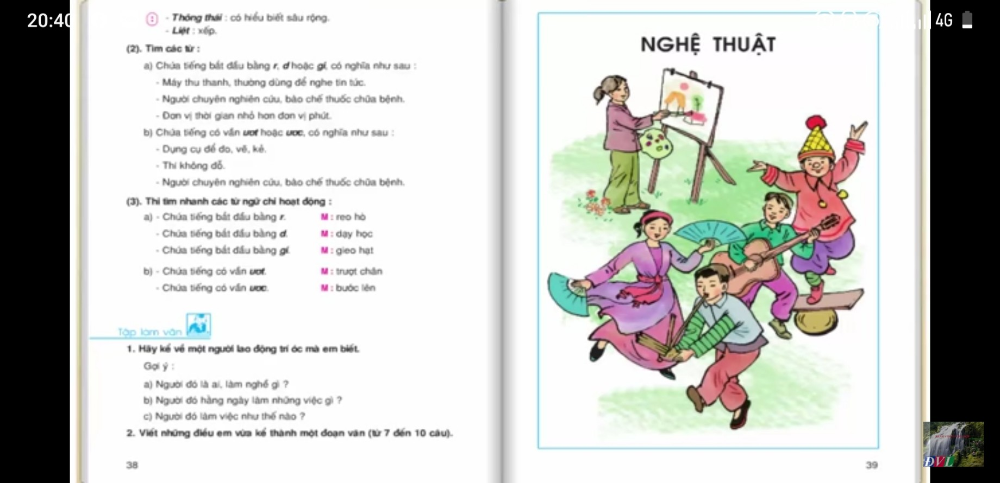 20:40
4G
- Thông thái : có hiểu biết sâu rộng.
- Liệt : xếp.
(2). Tìm các từ :
a) Chứa tiếng bắt đầu bằng r, d hoặc gi, có nghĩa như sau :
- Máy thu thanh, thường dùng để nghe tin tức.
- Người chuyên nghiên cứu, bào chế thuốc chữa bệnh.
- Đơn vị thời gian nhỏ hơn đơn vị phút.
b) Chứa tiếng có vần ươt hoặc ươc, có nghĩa như sau :
- Dụng cụ để đo, vẽ, kẻ.
- Thi không đỗ.
- Người chuyên nghiên cứu, bào chế thuốc chữa bệnh.
(3). Thi tìm nhanh các từ ngữ chỉ hoạt động :
a) - Chứa tiếng bắt đầu bằng r. M : reo hò
- Chứa tiếng bắt đầu bằng d. M : dạy học
- Chứa tiếng bắt đầu bằng gi. M : gieo hạt
b) - Chứa tiếng có vần ươt. M : trượt chân
- Chứa tiếng có vần ươc. M : bước lên
Tập làm văn
1. Hãy kể về một người lao động trí óc mà em biết.
Gợi ý :
a) Người đó là ai, làm nghề gì ?
b) Người đó hằng ngày làm những việc gì ?
c) Người đó làm việc như thế nào ?
2. Viết những điều em vừa kể thành một đoạn văn (từ 7 đến 10 câu).
38
NGHỆ THUẬT
39
ĐVL